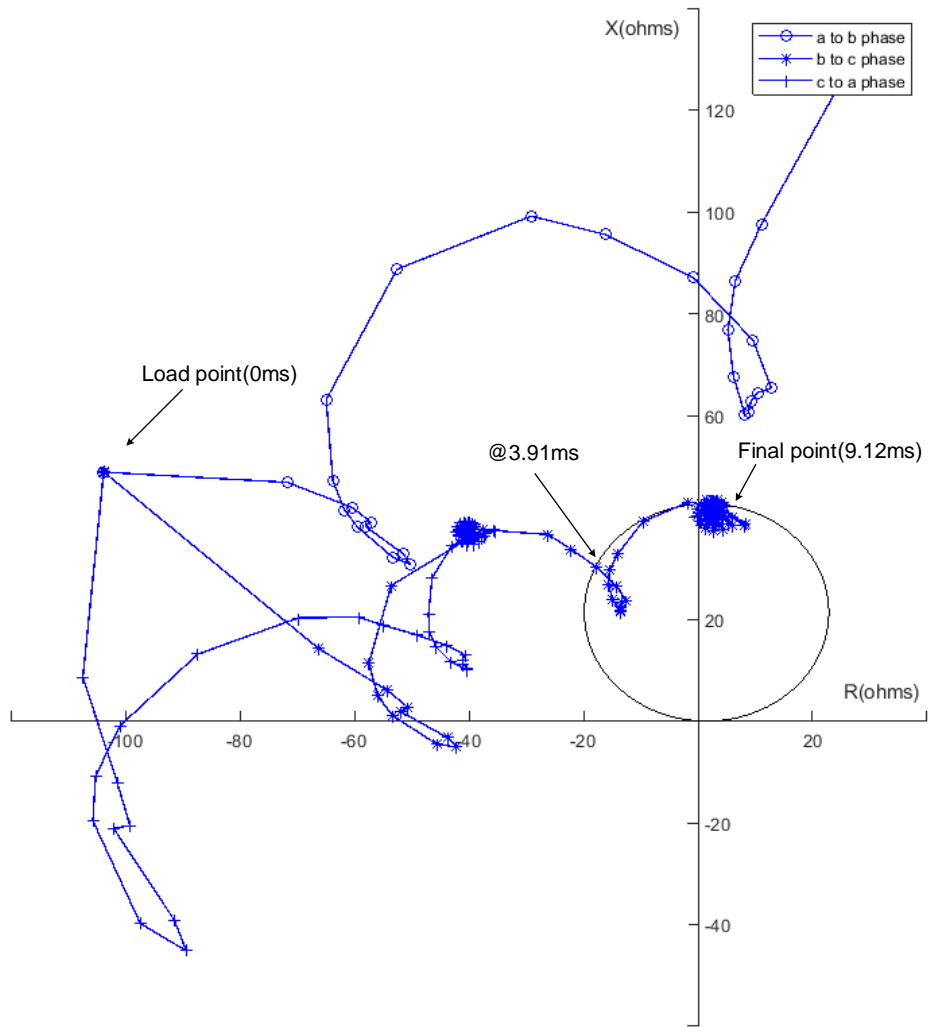 X(ohms)
a to b phase
b to c phase
c to a phase
120
100
80
Load point(0ms)
60
@3.91ms
Final point(9.12ms)
20
R(ohms)
-100
-80
-60
-40
-20
20
-20
-40